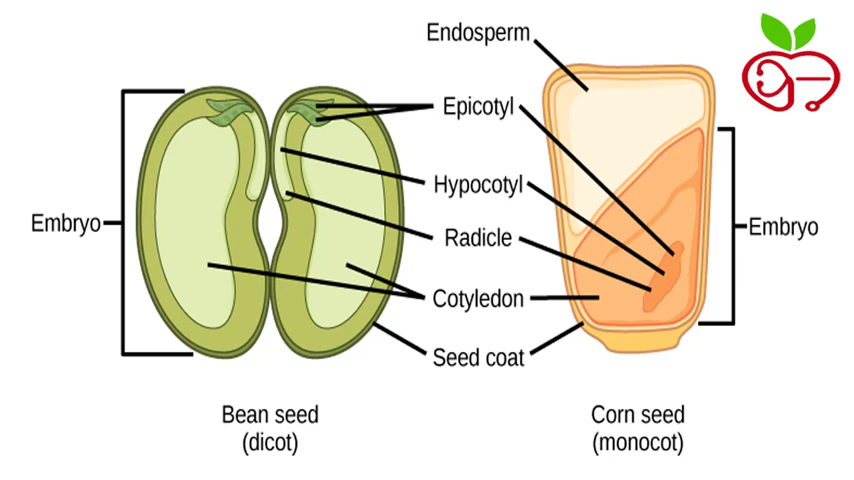 Endosperm
Epicotyl
Hypocotyl
Embryo
Embryo
Radicle
Cotyledon
Seed coat
Bean seed
(dicot)
Corn seed
(monocot)